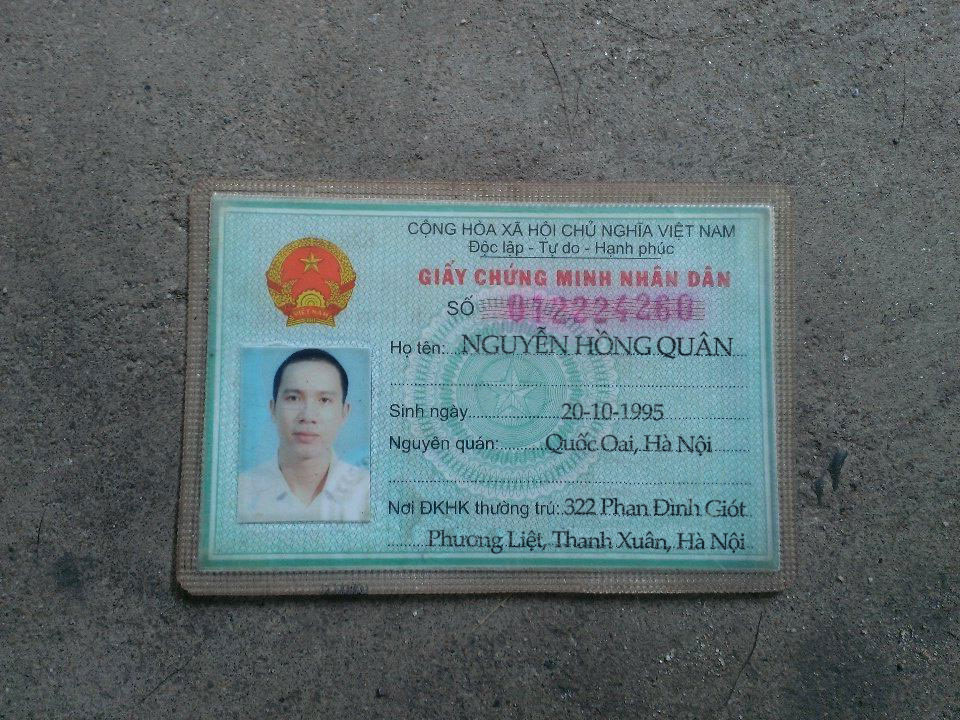 CỘNG HÒA XÃ HỘI CHỦ NGHĨA VIỆT NAM
Độc lập - Tự do - Hạnh phúc
GIẤY CHỨNG MINH NHÂN DÂN
SỐ 012224260
VIỆT NAM
Họ tên: NGUYỄN HỒNG QUÂN
Sinh ngày 20-10-1995
Nguyên quán: Quốc Oai, Hà Nội
Nơi ĐKHK thường trú: 322 Phan Đình Giót
Phương Liệt, Thanh Xuân, Hà Nội